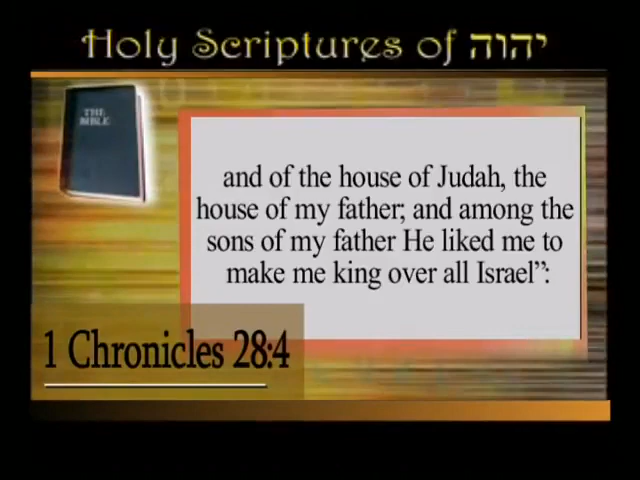 Holy Scriptures of יהוה
THE
BIBLE
and of the house of Judah, the
house of my father; and among the
sons of my father He liked me to
make me king over all Israel”:
1 Chronicles 28:4